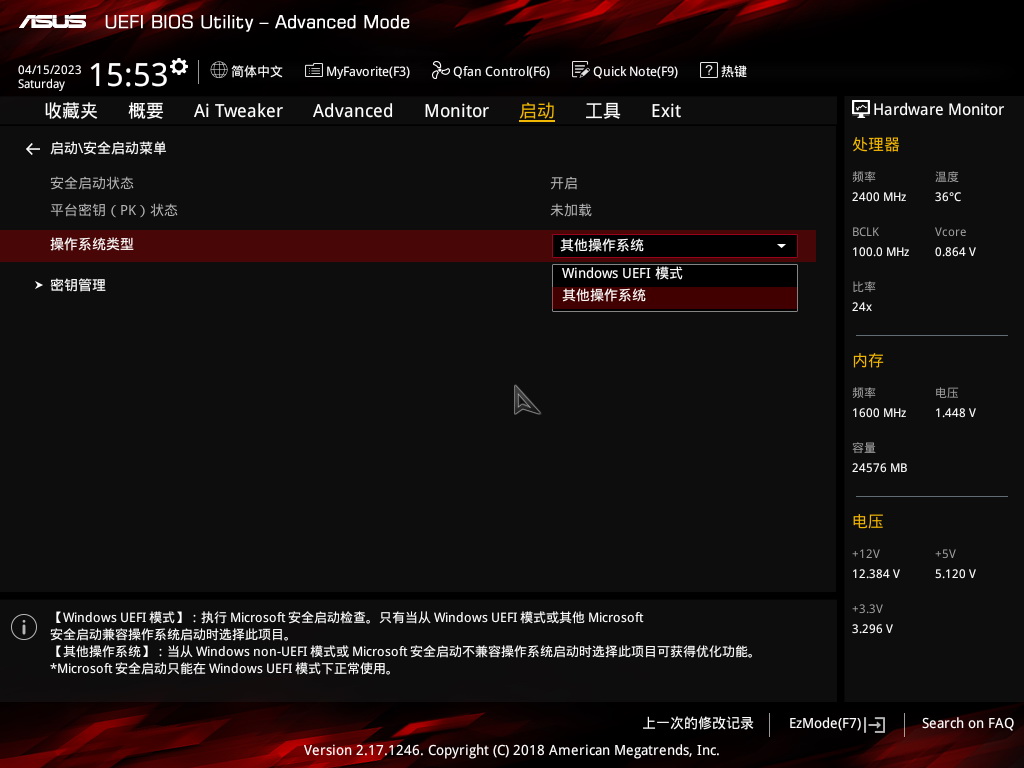 ASUS UEFI BIOS Utility – Advanced Mode
04/15/2023
Saturday
15:53
简体中文 MyFavorite(F3) Qfan Control(F6) Quick Note(F9) ? 热键
收藏夹 概要 Ai Tweaker Advanced Monitor 启动 工具 Exit
启动\安全启动菜单
安全启动状态 开启
平台密钥（PK）状态 未加载
操作系统类型 其他操作系统
Windows UEFI 模式
其他操作系统
密钥管理
【Windows UEFI 模式】：执行 Microsoft 安全启动检查。只有当从 Windows UEFI 模式或其他 Microsoft
安全启动兼容操作系统启动时选择此项目。
【其他操作系统】：当从 Windows non-UEFI 模式或 Microsoft 安全启动不兼容操作系统启动时选择此项目可获得优化功能。
*Microsoft 安全启动只能在 Windows UEFI 模式下正常使用。
Hardware Monitor
处理器
频率 温度
2400 MHz 36°C
BCLK Vcore
100.0 MHz 0.864 V
比率
24x
内存
频率 电压
1600 MHz 1.448 V
容量
24576 MB
电压
+12V +5V
12.384 V 5.120 V
+3.3V
3.296 V
上一次的修改记录 EzMode(F7) Search on FAQ
Version 2.17.1246. Copyright (C) 2018 American Megatrends, Inc.